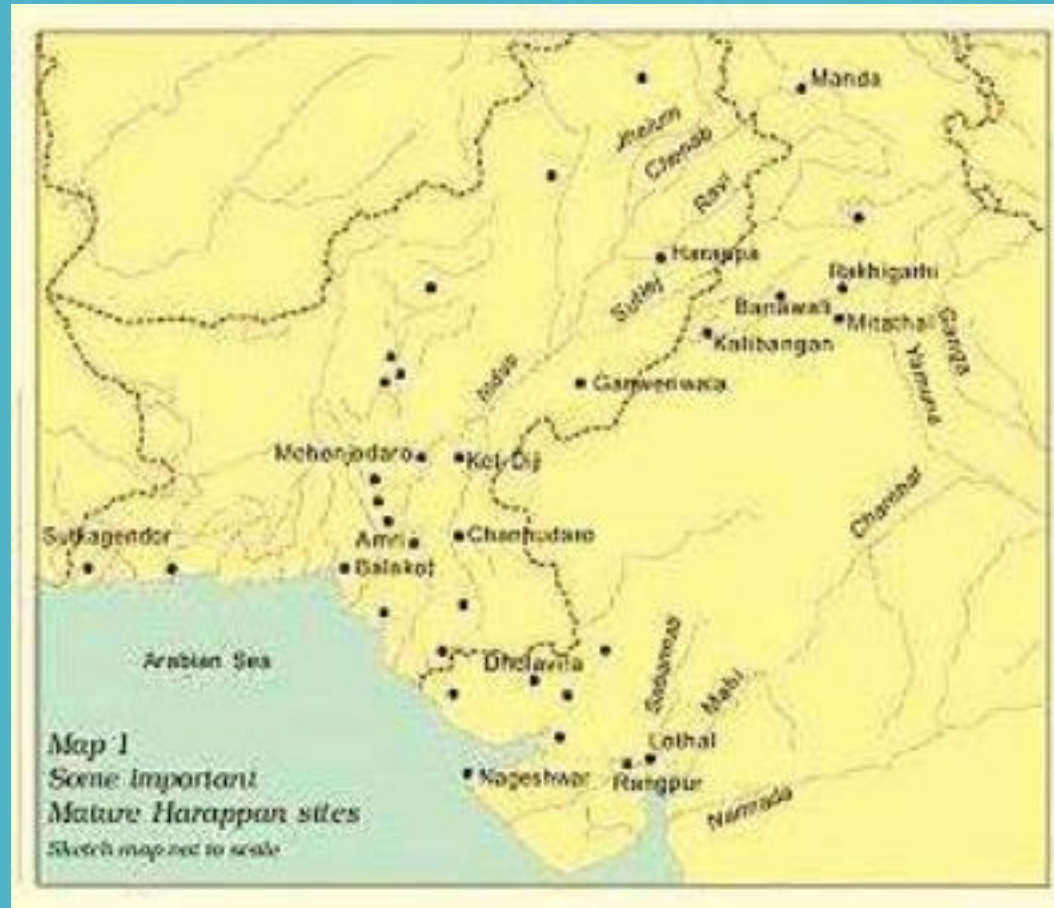 Manda
Jhelum
Chenab
Ravi
Harappa
Sutlej
Rakhigarhi
Banawali
Mitathal
Kalibangan
Ganga
Yamuna
Indus
Ganweriwala
Mohenjodaro
Kot Diji
Chambal
Sutkagendor
Amri
Chanhudaro
Balakot
Arabian Sea
Dholavira
Sabarmati
Mahi
Lothal
Nageshwar
Rangpur
Narmada
Map 1
Some important
Mature Harappan sites
Sketch map not to scale